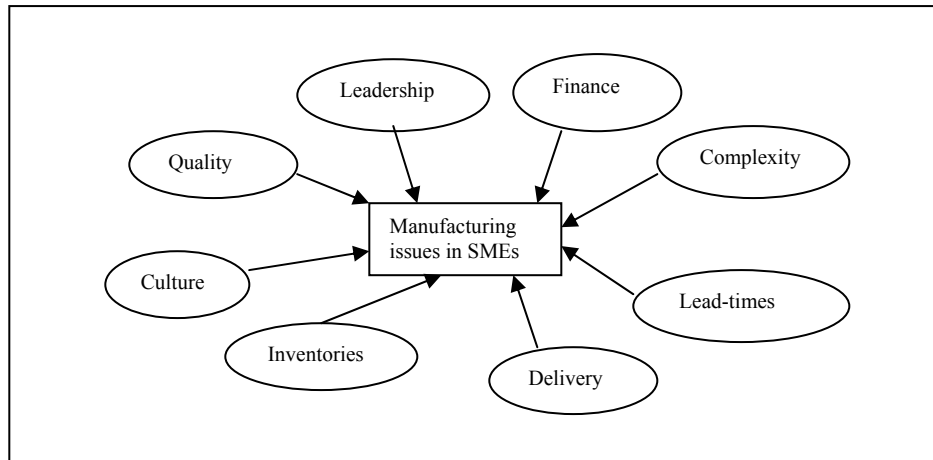 Leadership
Finance
Quality
Complexity
Manufacturing
issues in SMEs
Culture
Lead-times
Inventories
Delivery